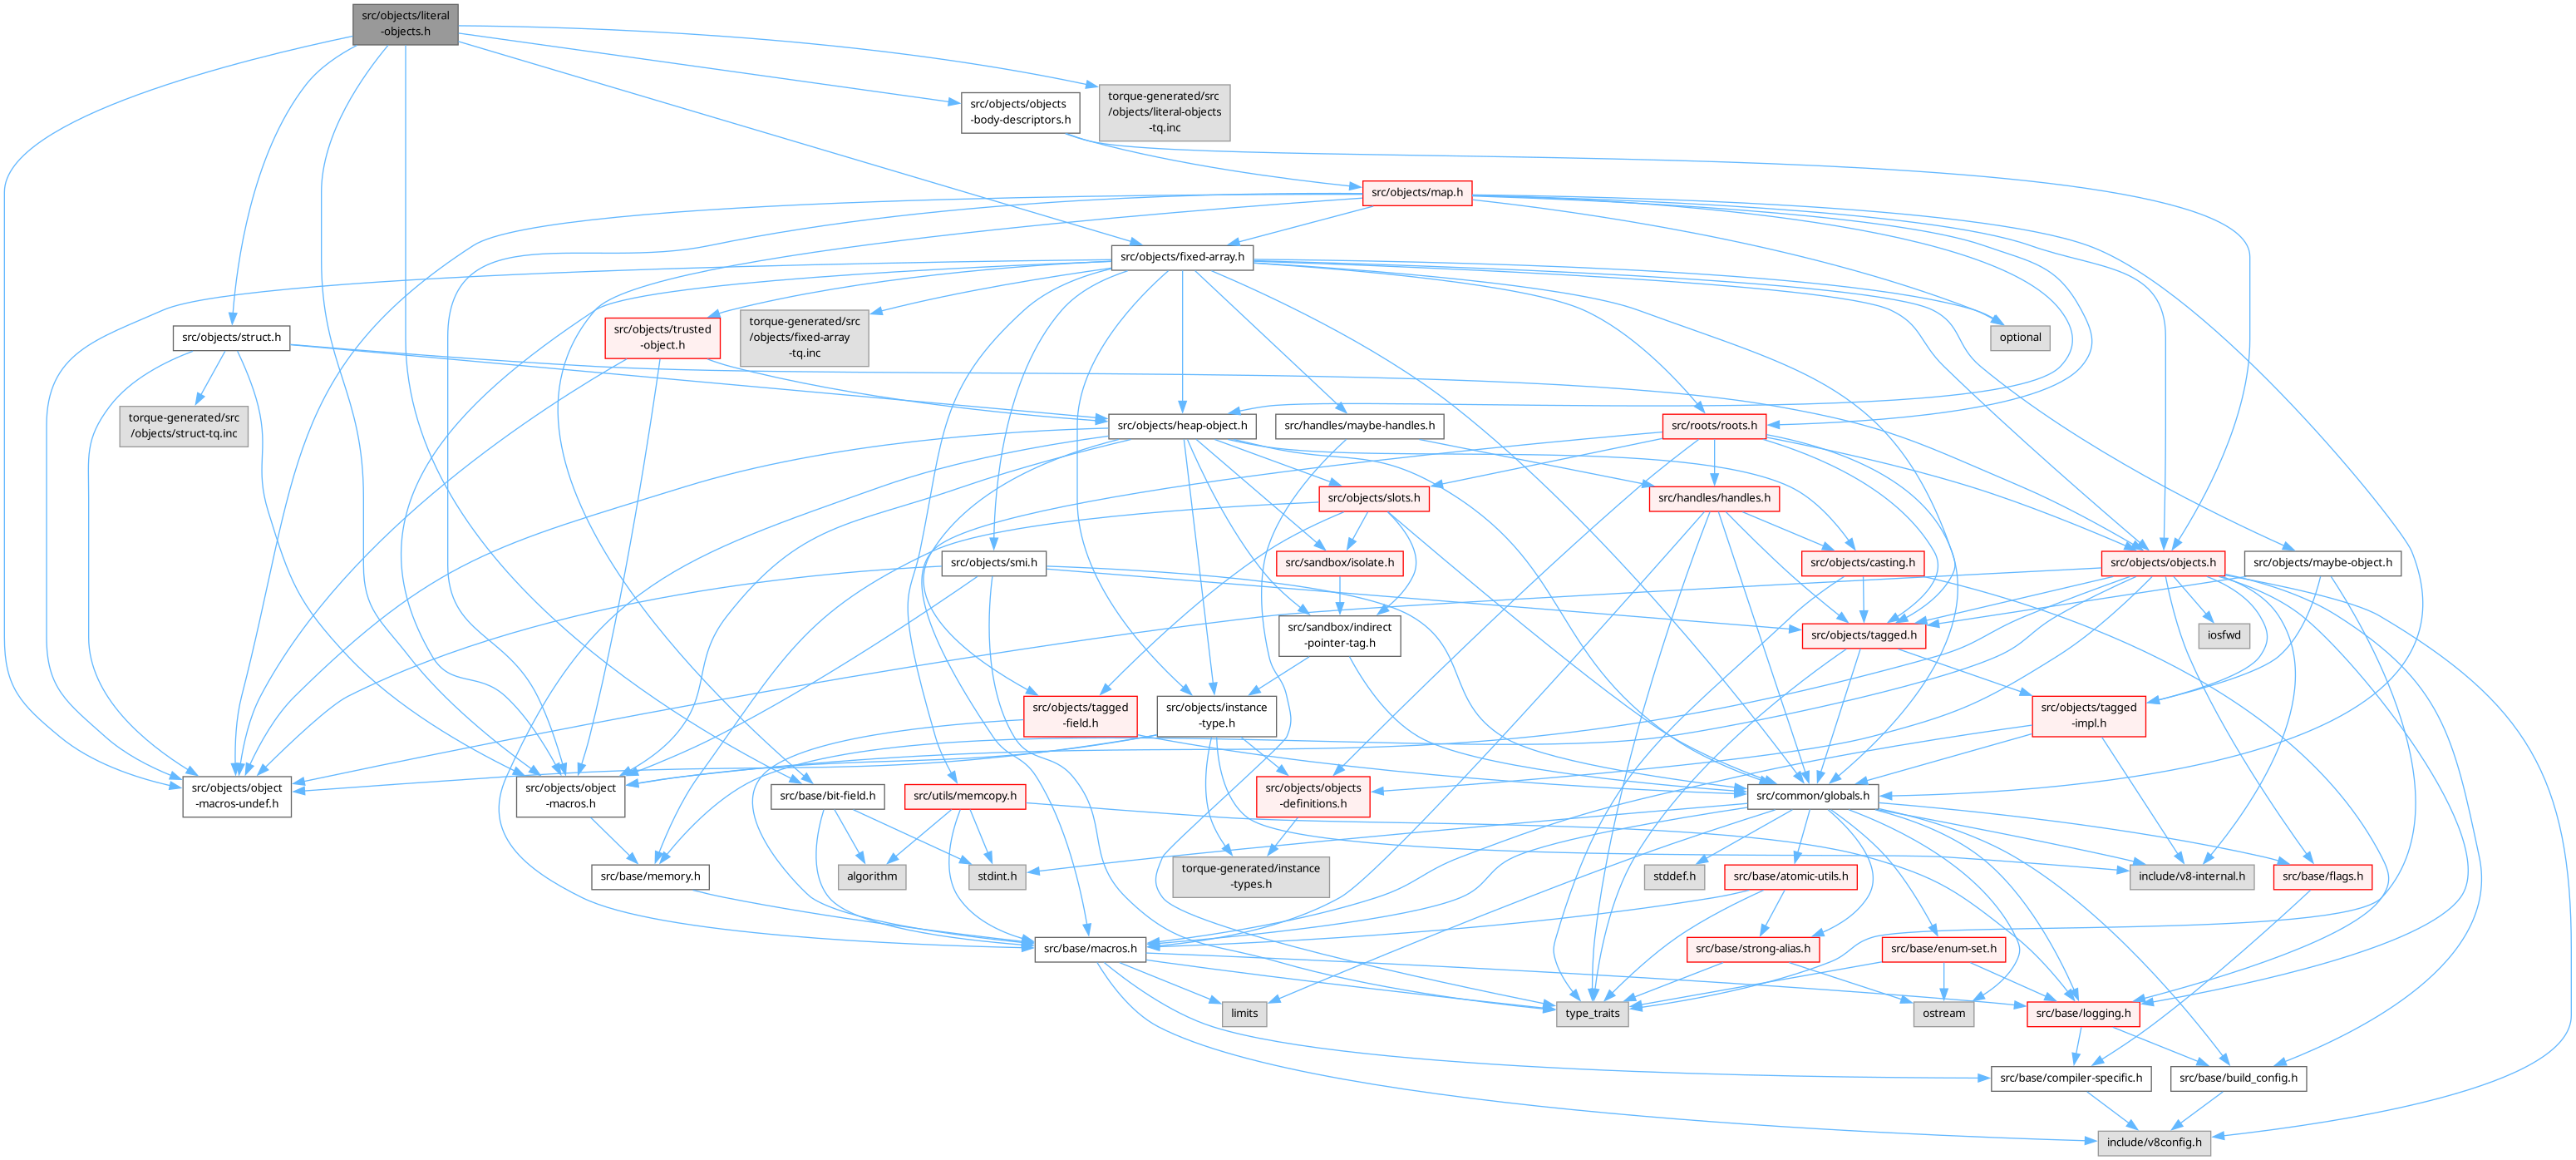 src/objects/literal
-objects.h
torque-generated/src
/objects/literal-objects
-tq.inc
src/objects/objects
-body-descriptors.h
src/objects/map.h
src/objects/fixed-array.h
src/objects/struct.h
src/objects/trusted
-object.h
torque-generated/src
/objects/fixed-array
-tq.inc
optional
torque-generated/src
/objects/struct-tq.inc
src/objects/heap-object.h
src/handles/maybe-handles.h
src/roots/roots.h
src/objects/slots.h
src/handles/handles.h
src/objects/smi.h
src/sandbox/isolate.h
src/objects/casting.h
src/objects/objects.h
src/objects/maybe-object.h
src/sandbox/indirect
-pointer-tag.h
src/objects/tagged.h
iosfwd
src/objects/tagged
-field.h
src/objects/instance
-type.h
src/objects/tagged
-impl.h
src/objects/object
-macros-undef.h
src/objects/object
-macros.h
src/base/bit-field.h
src/utils/memcopy.h
src/objects/objects
-definitions.h
src/common/globals.h
src/base/memory.h
algorithm
stdint.h
torque-generated/instance
-types.h
stddef.h
src/base/atomic-utils.h
include/v8-internal.h
src/base/flags.h
src/base/macros.h
src/base/strong-alias.h
src/base/enum-set.h
limits
type_traits
ostream
src/base/logging.h
src/base/compiler-specific.h
src/base/build_config.h
include/v8config.h